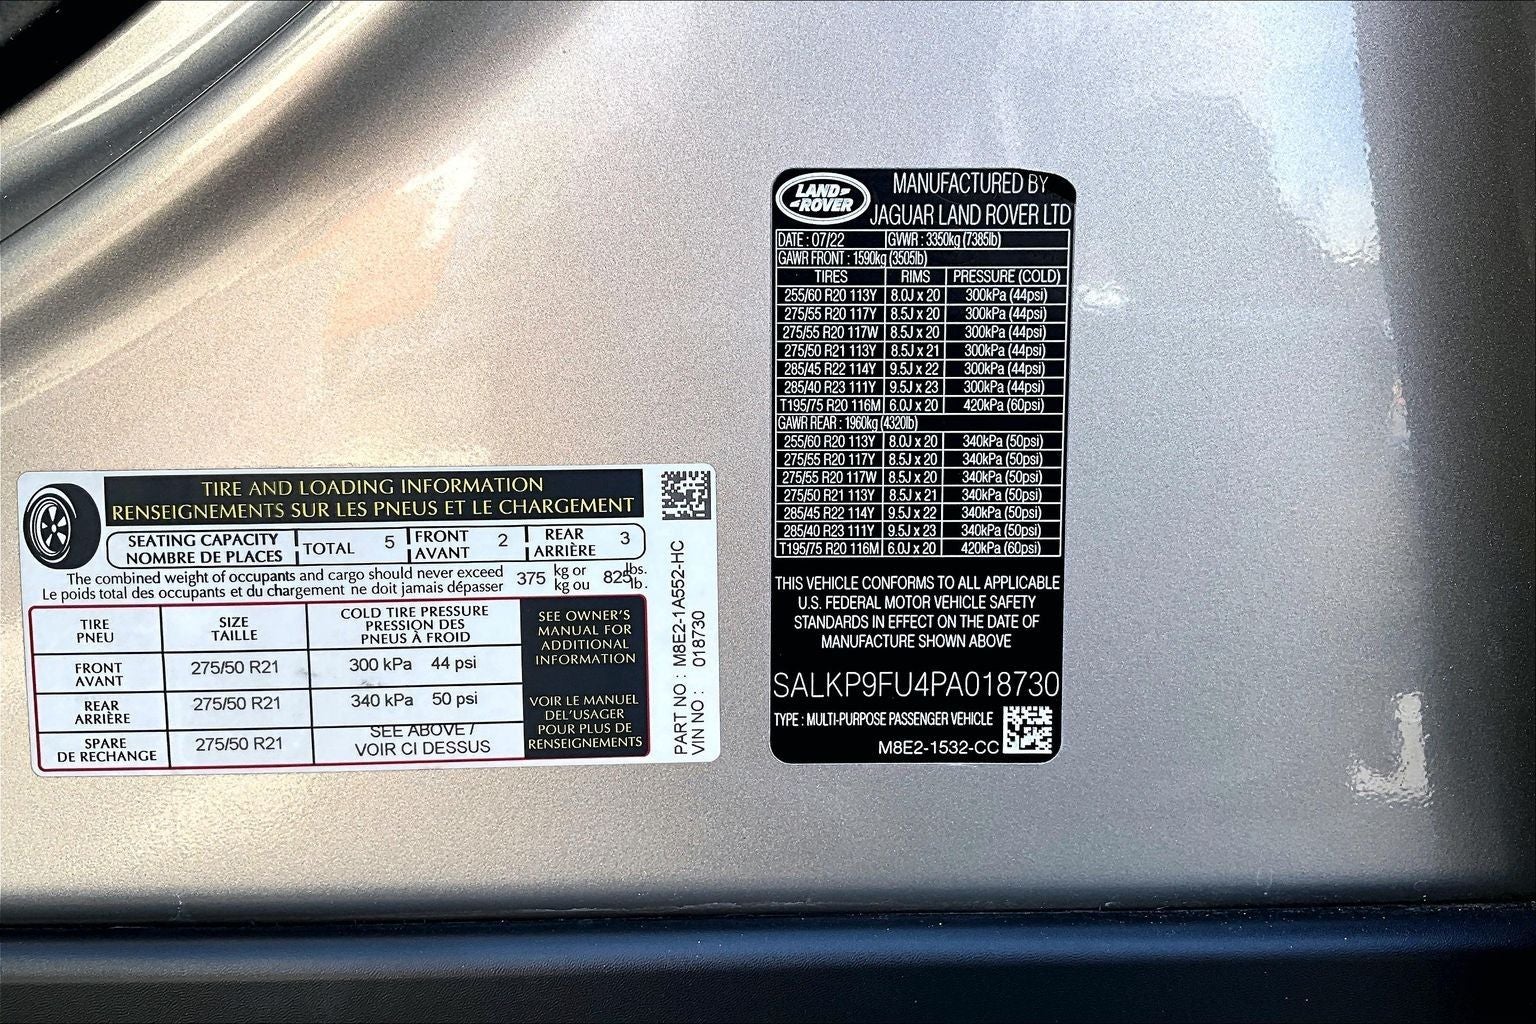 TIRE AND LOADING INFORMATION
RENSEIGNEMENTS SUR LES PNEUS ET LE CHARGEMENT
SEATING CAPACITY
NOMBRE DE PLACES
TOTAL 5
FRONT
AVANT
2
REAR
ARRIÈRE
3
The combined weight of occupants and cargo should never exceed
Le poids total des occupants et du chargement ne doit jamais dépasser
375
kg or
kg ou
825
lbs.
lb.
TIRE
PNEU
SIZE
TAILLE
COLD TIRE PRESSURE
PRESSION DES
PNEUS À FROID
FRONT
AVANT
275/50 R21
300 kPa 44 psi
REAR
ARRIÈRE
275/50 R21
340 kPa 50 psi
SPARE
DE RECHANGE
275/50 R21
SEE ABOVE /
VOIR CI DESSUS
SEE OWNER'S
MANUAL FOR
ADDITIONAL
INFORMATION
VOIR LE MANUEL
DEL'USAGER
POUR PLUS DE
RENSEIGNEMENTS
PART NO : M8E2-1A552-HC
VIN NO : 018730
LAND
ROVER
MANUFACTURED BY
JAGUAR LAND ROVER LTD
DATE : 07/22 GVWR : 3350kg (7385lb)
GAWR FRONT : 1590kg (3505lb)
TIRES RIMS PRESSURE (COLD)
255/60 R20 113Y 8.0J x 20 300kPa (44psi)
275/55 R20 117Y 8.5J x 20 300kPa (44psi)
275/55 R20 117W 8.5J x 20 300kPa (44psi)
275/50 R21 113Y 8.5J x 21 300kPa (44psi)
285/45 R22 114Y 9.5J x 22 300kPa (44psi)
285/40 R23 111Y 9.5J x 23 300kPa (44psi)
T195/75 R20 116M 6.0J x 20 420kPa (60psi)
GAWR REAR : 1960kg (4320lb)
255/60 R20 113Y 8.0J x 20 340kPa (50psi)
275/55 R20 117Y 8.5J x 20 340kPa (50psi)
275/55 R20 117W 8.5J x 20 340kPa (50psi)
275/50 R21 113Y 8.5J x 21 340kPa (50psi)
285/45 R22 114Y 9.5J x 22 340kPa (50psi)
285/40 R23 111Y 9.5J x 23 340kPa (50psi)
T195/75 R20 116M 6.0J x 20 420kPa (60psi)
THIS VEHICLE CONFORMS TO ALL APPLICABLE
U.S. FEDERAL MOTOR VEHICLE SAFETY
STANDARDS IN EFFECT ON THE DATE OF
MANUFACTURE SHOWN ABOVE
SALKP9FU4PA018730
TYPE : MULTI-PURPOSE PASSENGER VEHICLE
M8E2-1532-CC